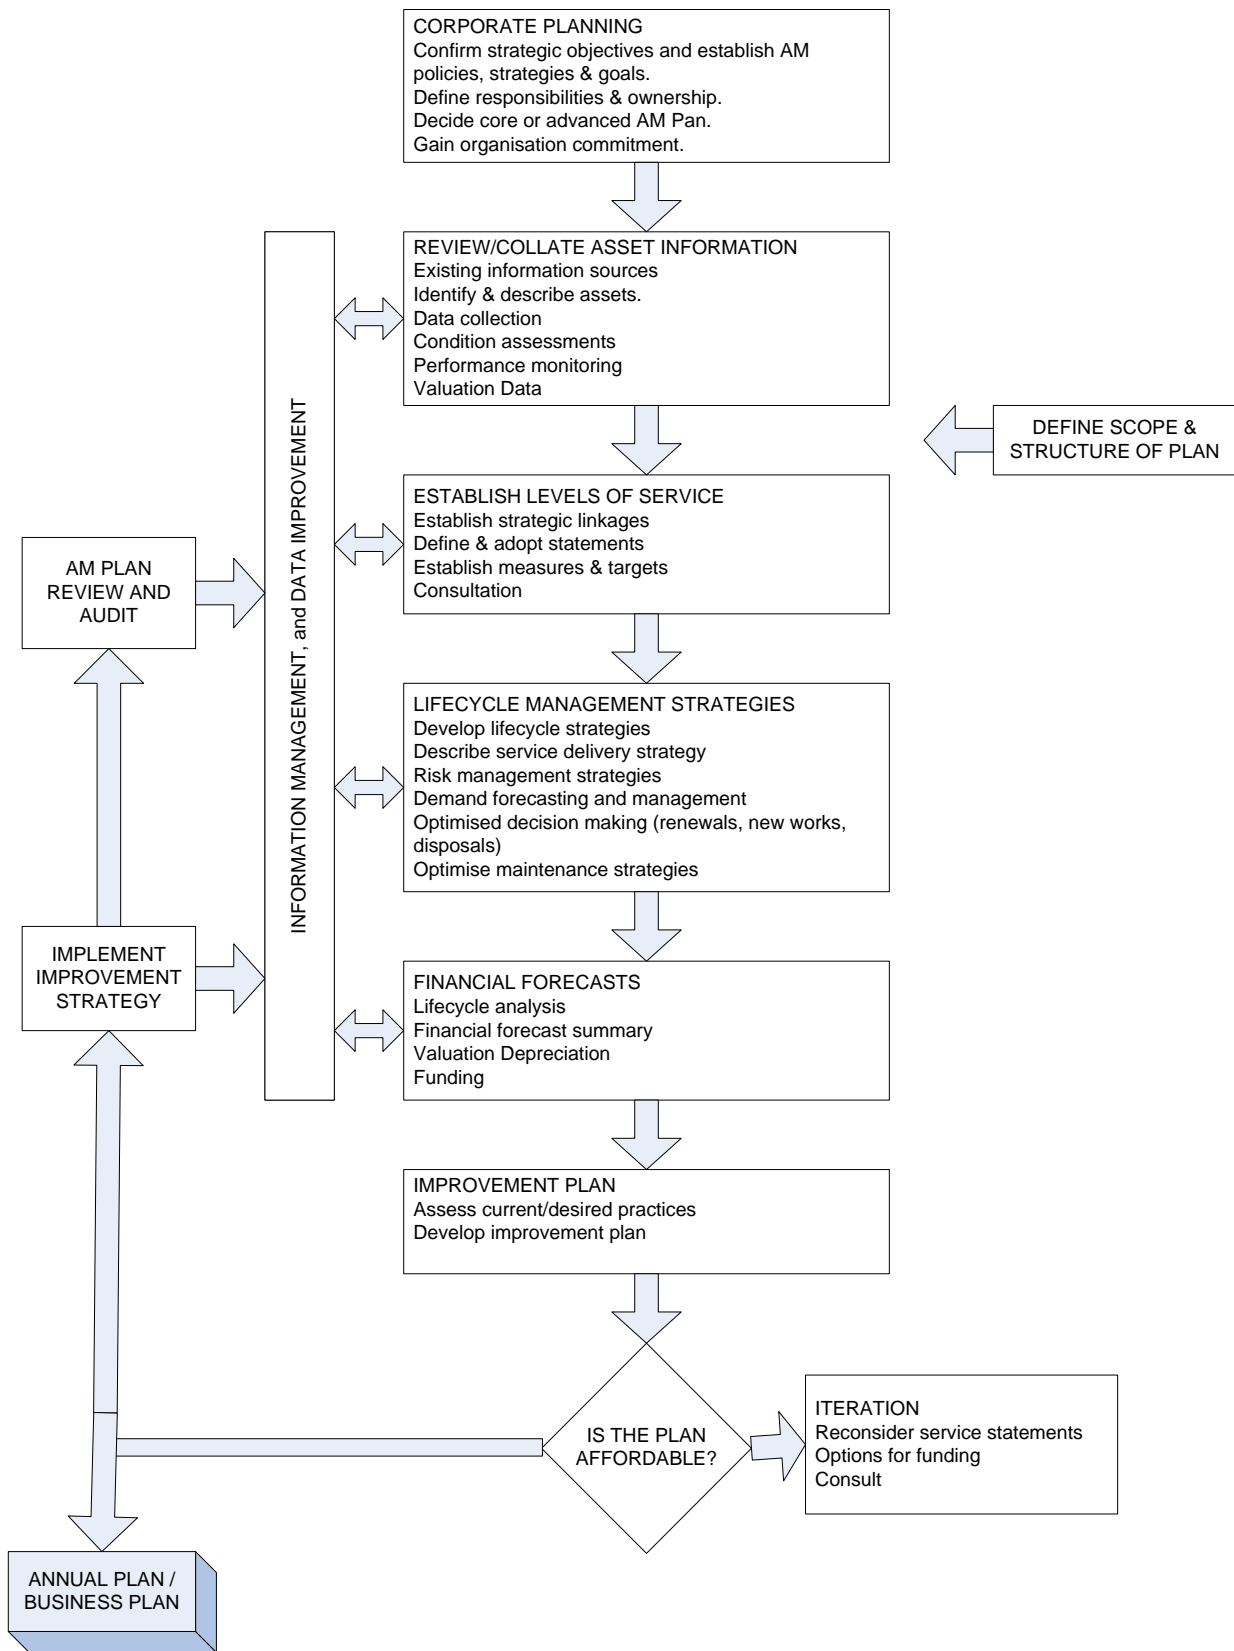 CORPORATE PLANNING
Confirm strategic objectives and establish AM
policies, strategies & goals.
Define responsibilities & ownership.
Decide core or advanced AM Pan.
Gain organisation commitment.
REVIEW/COLLATE ASSET INFORMATION
Existing information sources
Identify & describe assets.
Data collection
Condition assessments
Performance monitoring
Valuation Data
DEFINE SCOPE &
STRUCTURE OF PLAN
INFORMATION MANAGEMENT, and DATA IMPROVEMENT
ESTABLISH LEVELS OF SERVICE
Establish strategic linkages
Define & adopt statements
Establish measures & targets
Consultation
AM PLAN
REVIEW AND
AUDIT
LIFECYCLE MANAGEMENT STRATEGIES
Develop lifecycle strategies
Describe service delivery strategy
Risk management strategies
Demand forecasting and management
Optimised decision making (renewals, new works,
disposals)
Optimise maintenance strategies
IMPLEMENT
IMPROVEMENT
STRATEGY
FINANCIAL FORECASTS
Lifecycle analysis
Financial forecast summary
Valuation Depreciation
Funding
IMPROVEMENT PLAN
Assess current/desired practices
Develop improvement plan
IS THE PLAN
AFFORDABLE?
ITERATION
Reconsider service statements
Options for funding
Consult
ANNUAL PLAN /
BUSINESS PLAN